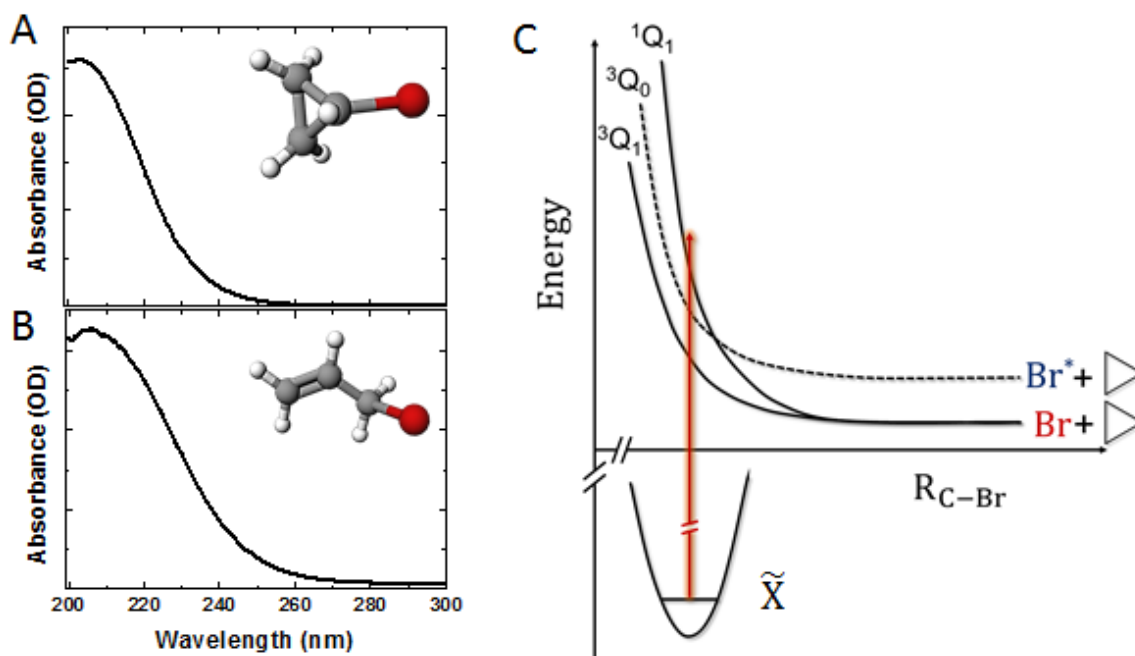 A
Absorbance (OD)
B
Absorbance (OD)
200 220 240 260 280 300
Wavelength (nm)
C
¹Q₁
³Q₀
³Q₁
Energy
Br*+
Br+
R_C−Br
X̃